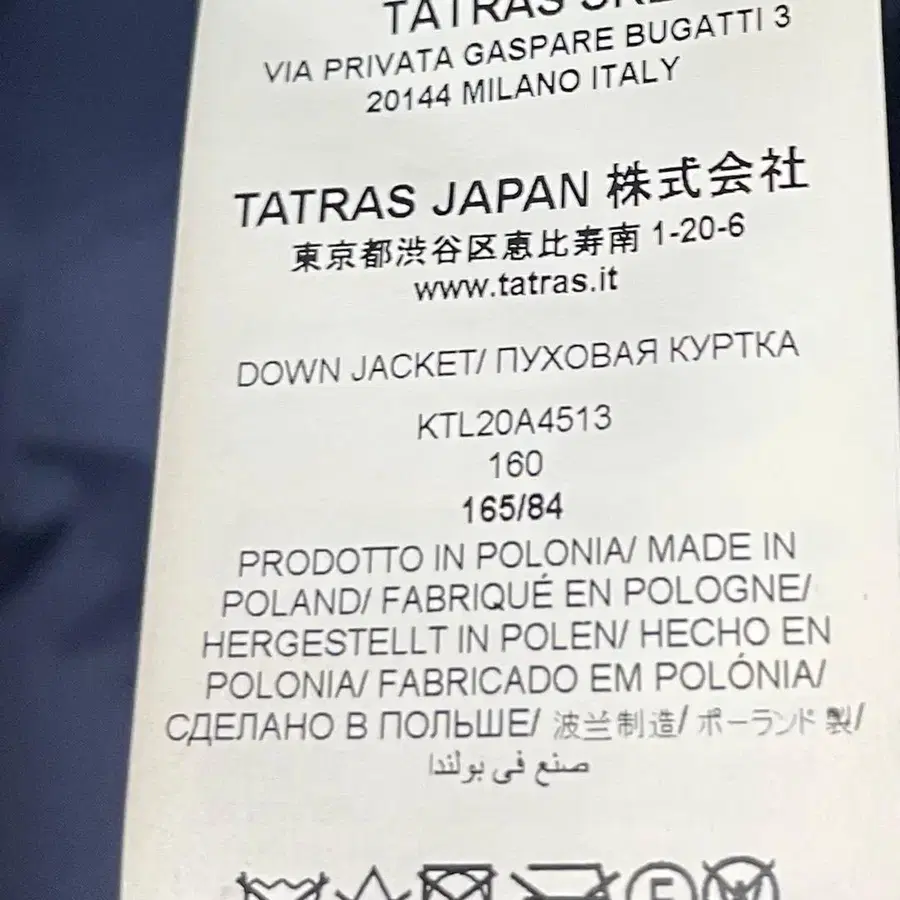 TATRAS SRL
VIA PRIVATA GASPARE BUGATTI 3
20144 MILANO ITALY
TATRAS JAPAN 株式会社
東京都渋谷区恵比寿南 1-20-6
www.tatras.it
DOWN JACKET/ ПУХОВАЯ КУРТКА
KTL20A4513
160
165/84
PRODOTTO IN POLONIA/ MADE IN
POLAND/ FABRIQUÉ EN POLOGNE/
HERGESTELLT IN POLEN/ HECHO EN
POLONIA/ FABRICADO EM POLÓNIA/
СДЕЛАНО В ПОЛЬШЕ/ 波兰制造/ ポーランド 製/
صنع في بولندا